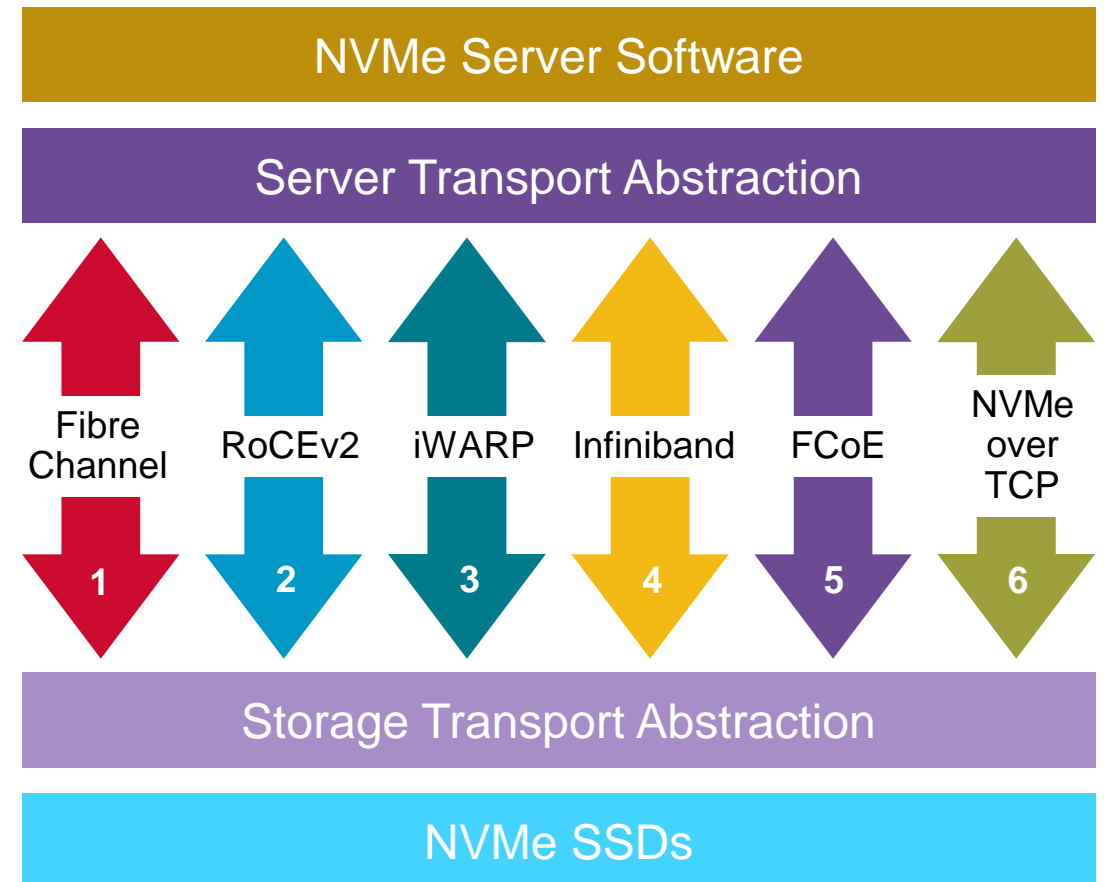 NVMe Server Software
Server Transport Abstraction
Fibre
Channel
RoCEv2
iWARP
Infiniband
FCoE
NVMe
over
TCP
1
2
3
4
5
6
Storage Transport Abstraction
NVMe SSDs